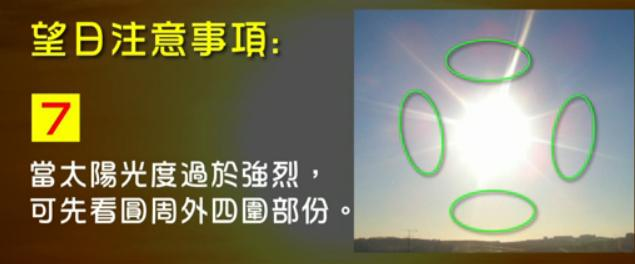 望日注意事項:
7
當太陽光度過於強烈，
可先看圓周外四圍部份。